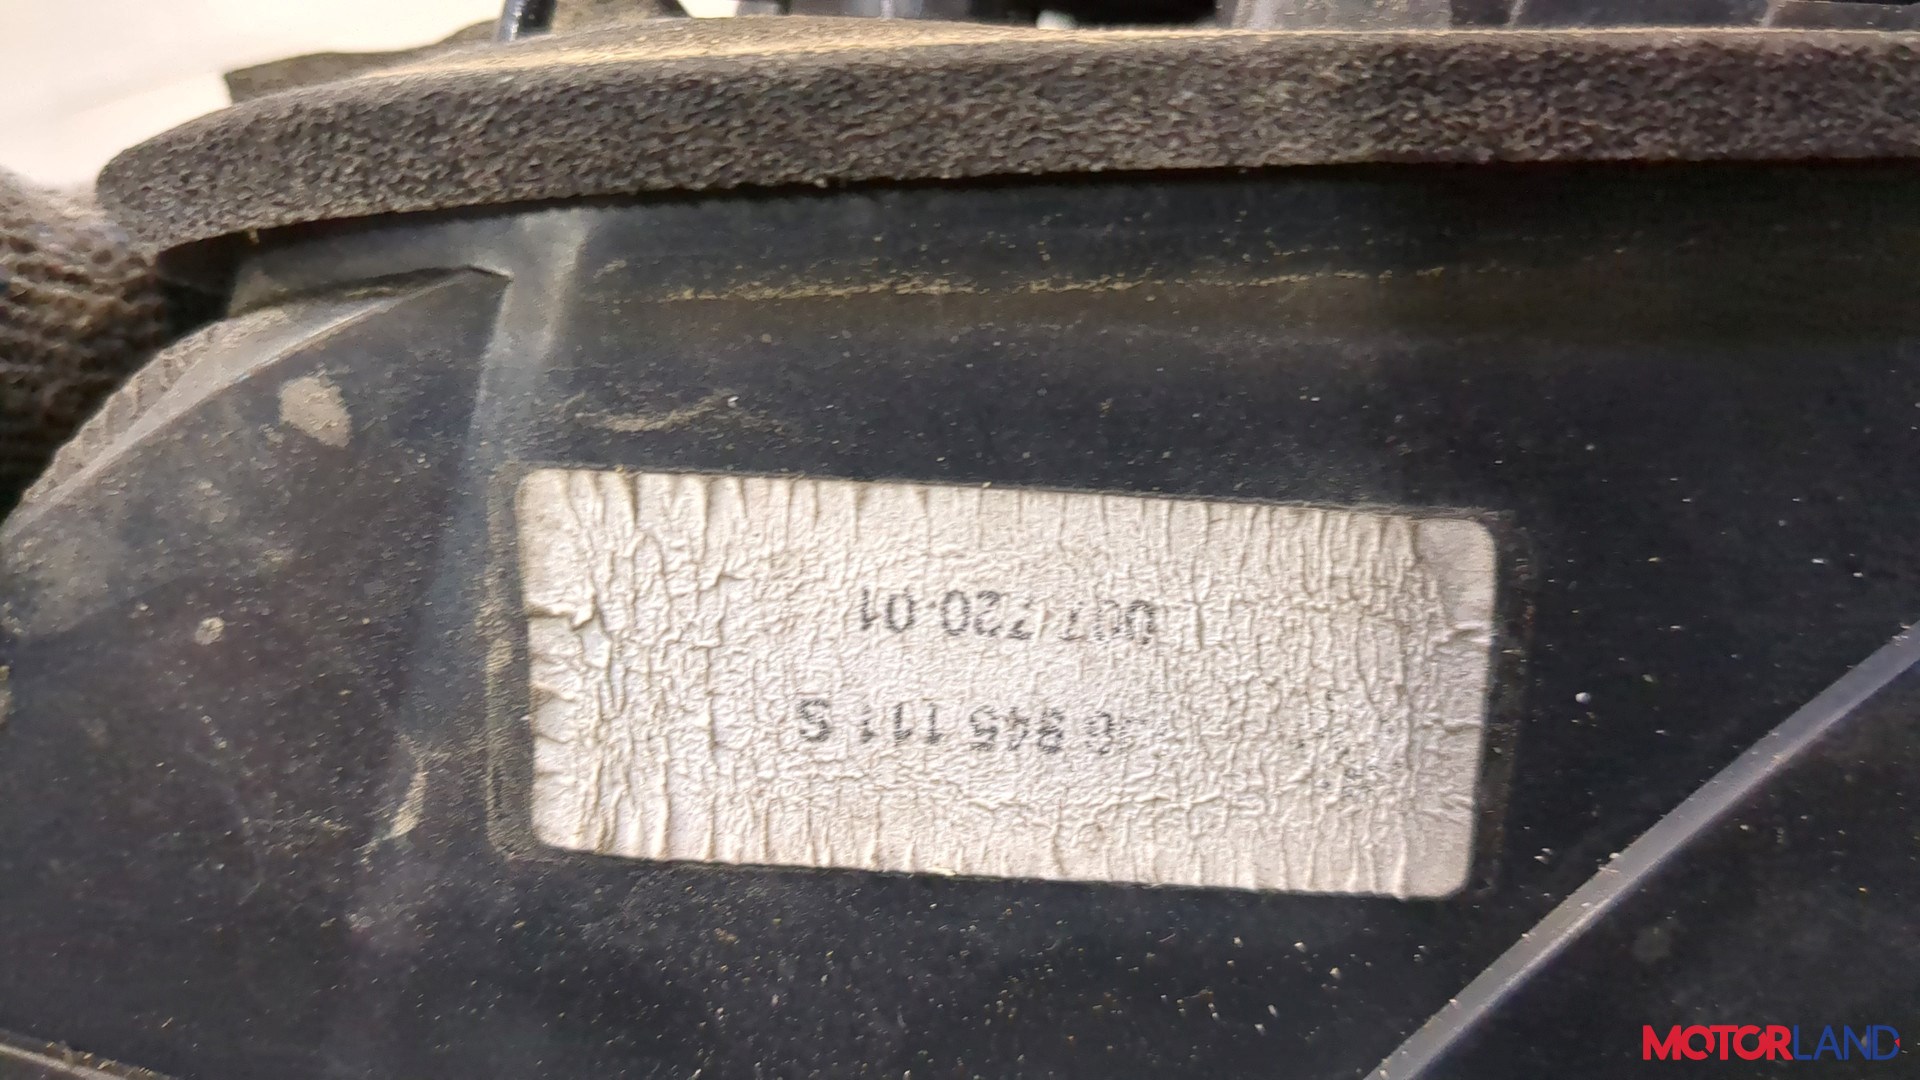 6 945 111 S
007 720-01
MOTORLAND